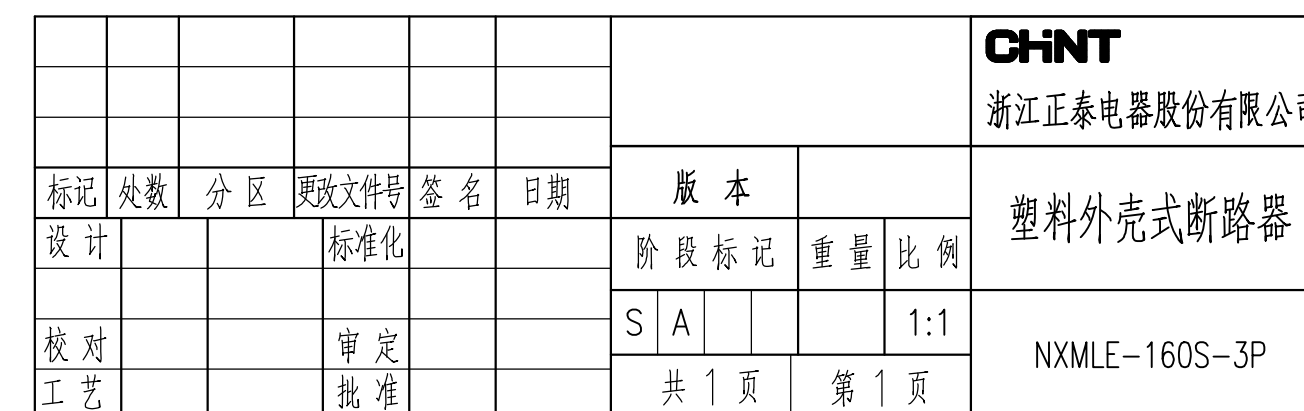 CHiNT
浙江正泰电器股份有限公司
标记 处数 分区 更改文件号 签名 日期
版本
塑料外壳式断路器
设计 标准化
阶段标记 重量 比例
S A 1:1
校对 审定
NXMLE-160S-3P
工艺 批准
共1页 第1页